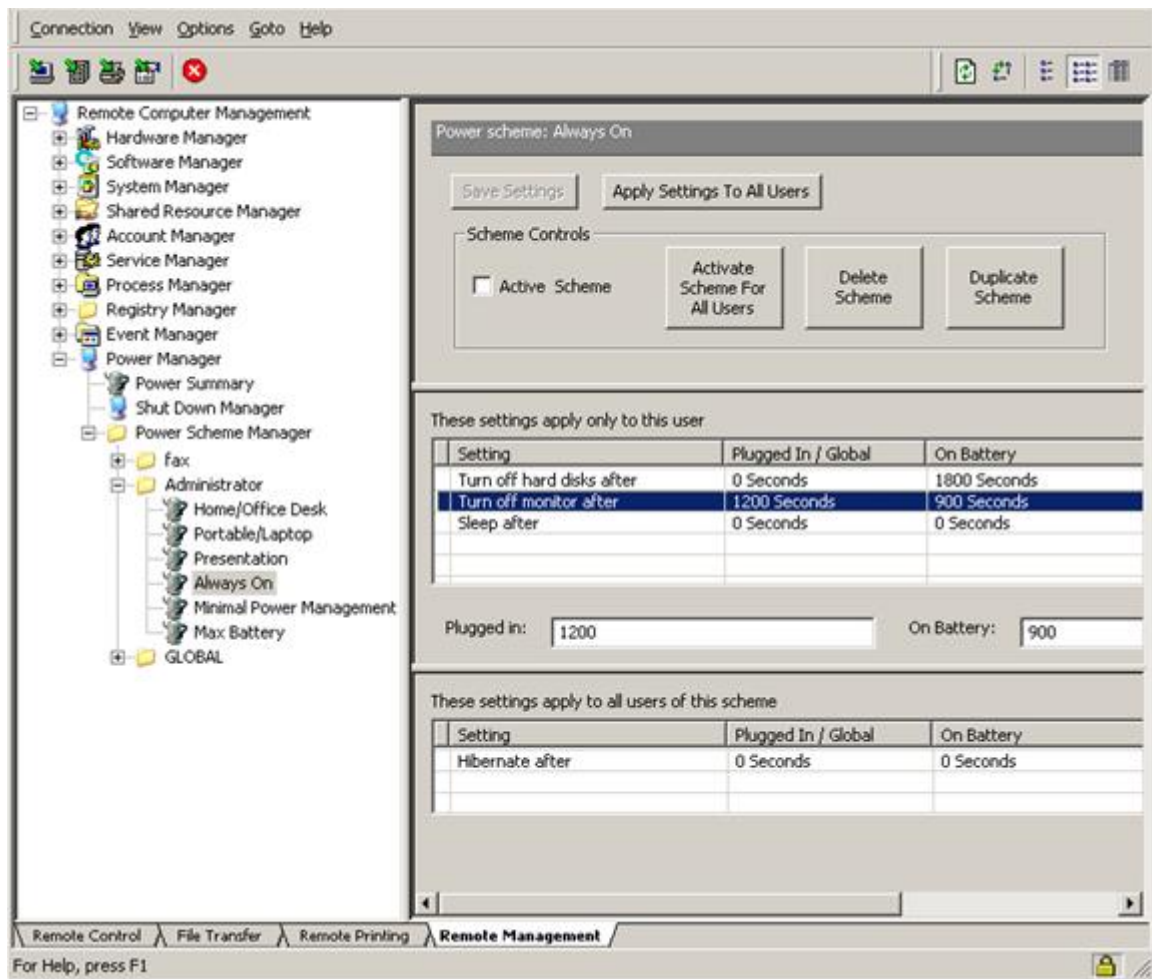 Connection View Options Goto Help
Remote Computer Management
Hardware Manager
Software Manager
System Manager
Shared Resource Manager
Account Manager
Service Manager
Process Manager
Registry Manager
Event Manager
Power Manager
Power Summary
Shut Down Manager
Power Scheme Manager
fax
Administrator
Home/Office Desk
Portable/Laptop
Presentation
Always On
Minimal Power Management
Max Battery
GLOBAL
Power scheme: Always On
Save Settings Apply Settings To All Users
Scheme Controls
Active Scheme
Activate
Scheme For
All Users
Delete
Scheme
Duplicate
Scheme
These settings apply only to this user
Setting Plugged In / Global On Battery
Turn off hard disks after 0 Seconds 1800 Seconds
Turn off monitor after 1200 Seconds 900 Seconds
Sleep after 0 Seconds 0 Seconds
Plugged in: 1200 On Battery: 900
These settings apply to all users of this scheme
Setting Plugged In / Global On Battery
Hibernate after 0 Seconds 0 Seconds
Remote Control File Transfer Remote Printing Remote Management
For Help, press F1